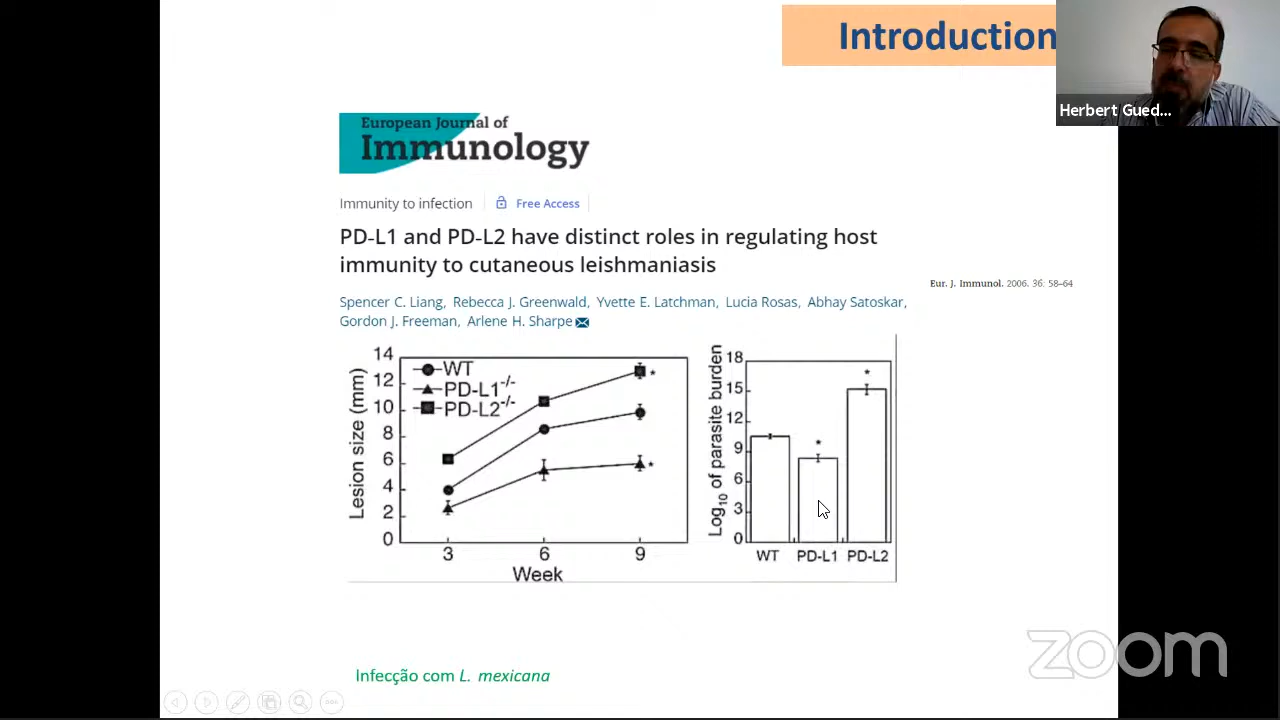 Introduction
Herbert Gued...
European Journal of
Immunology
Immunity to infection
Free Access
PD-L1 and PD-L2 have distinct roles in regulating host
immunity to cutaneous leishmaniasis
Eur. J. Immunol. 2006. 36: 58–64
Spencer C. Liang, Rebecca J. Greenwald, Yvette E. Latchman, Lucia Rosas, Abhay Satoskar,
Gordon J. Freeman, Arlene H. Sharpe
Lesion size (mm)
14
12
10
8
6
4
2
0
WT
PD-L1-/-
PD-L2-/-
*
*
3 6 9
Week
Log10 of parasite burden
18
15
12
9
6
3
0
*
*
WT PD-L1 PD-L2
Infecção com L. mexicana
zoom